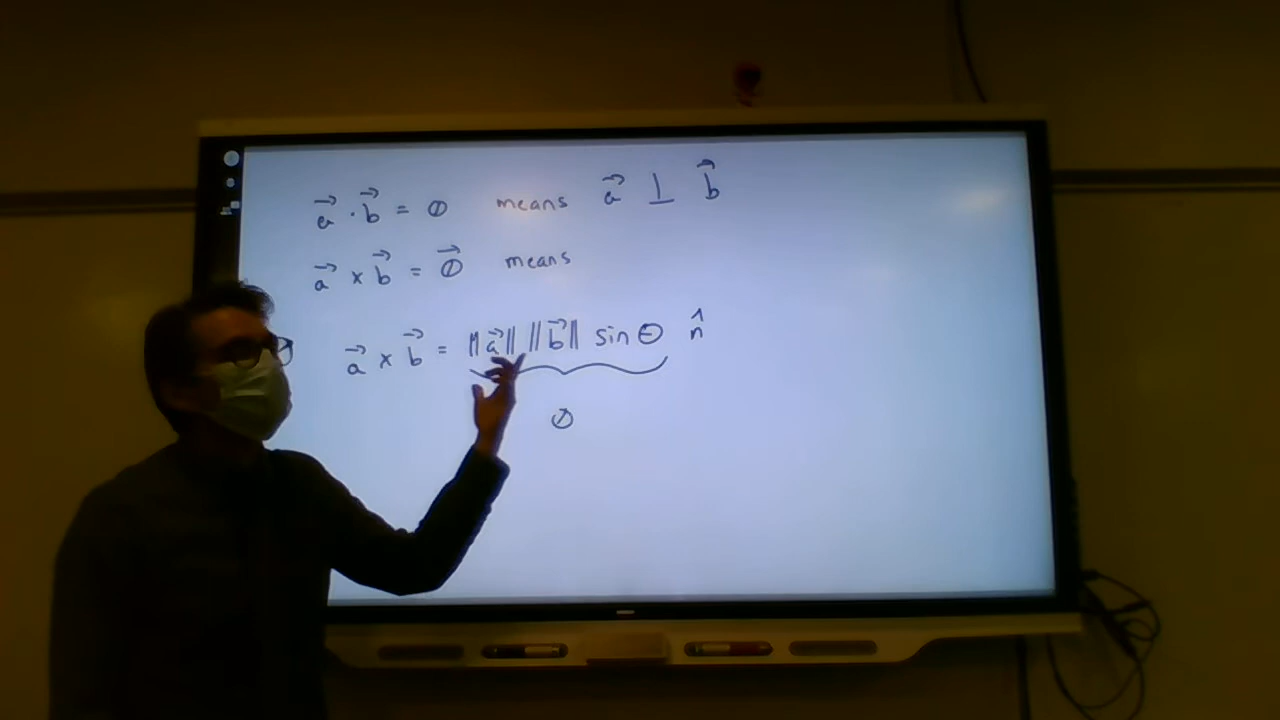 a⃗ · b⃗ = 0 means a⃗ ⊥ b⃗
a⃗ × b⃗ = 0⃗ means
a⃗ × b⃗ = ‖a⃗‖ ‖b⃗‖ sin θ n̂
0